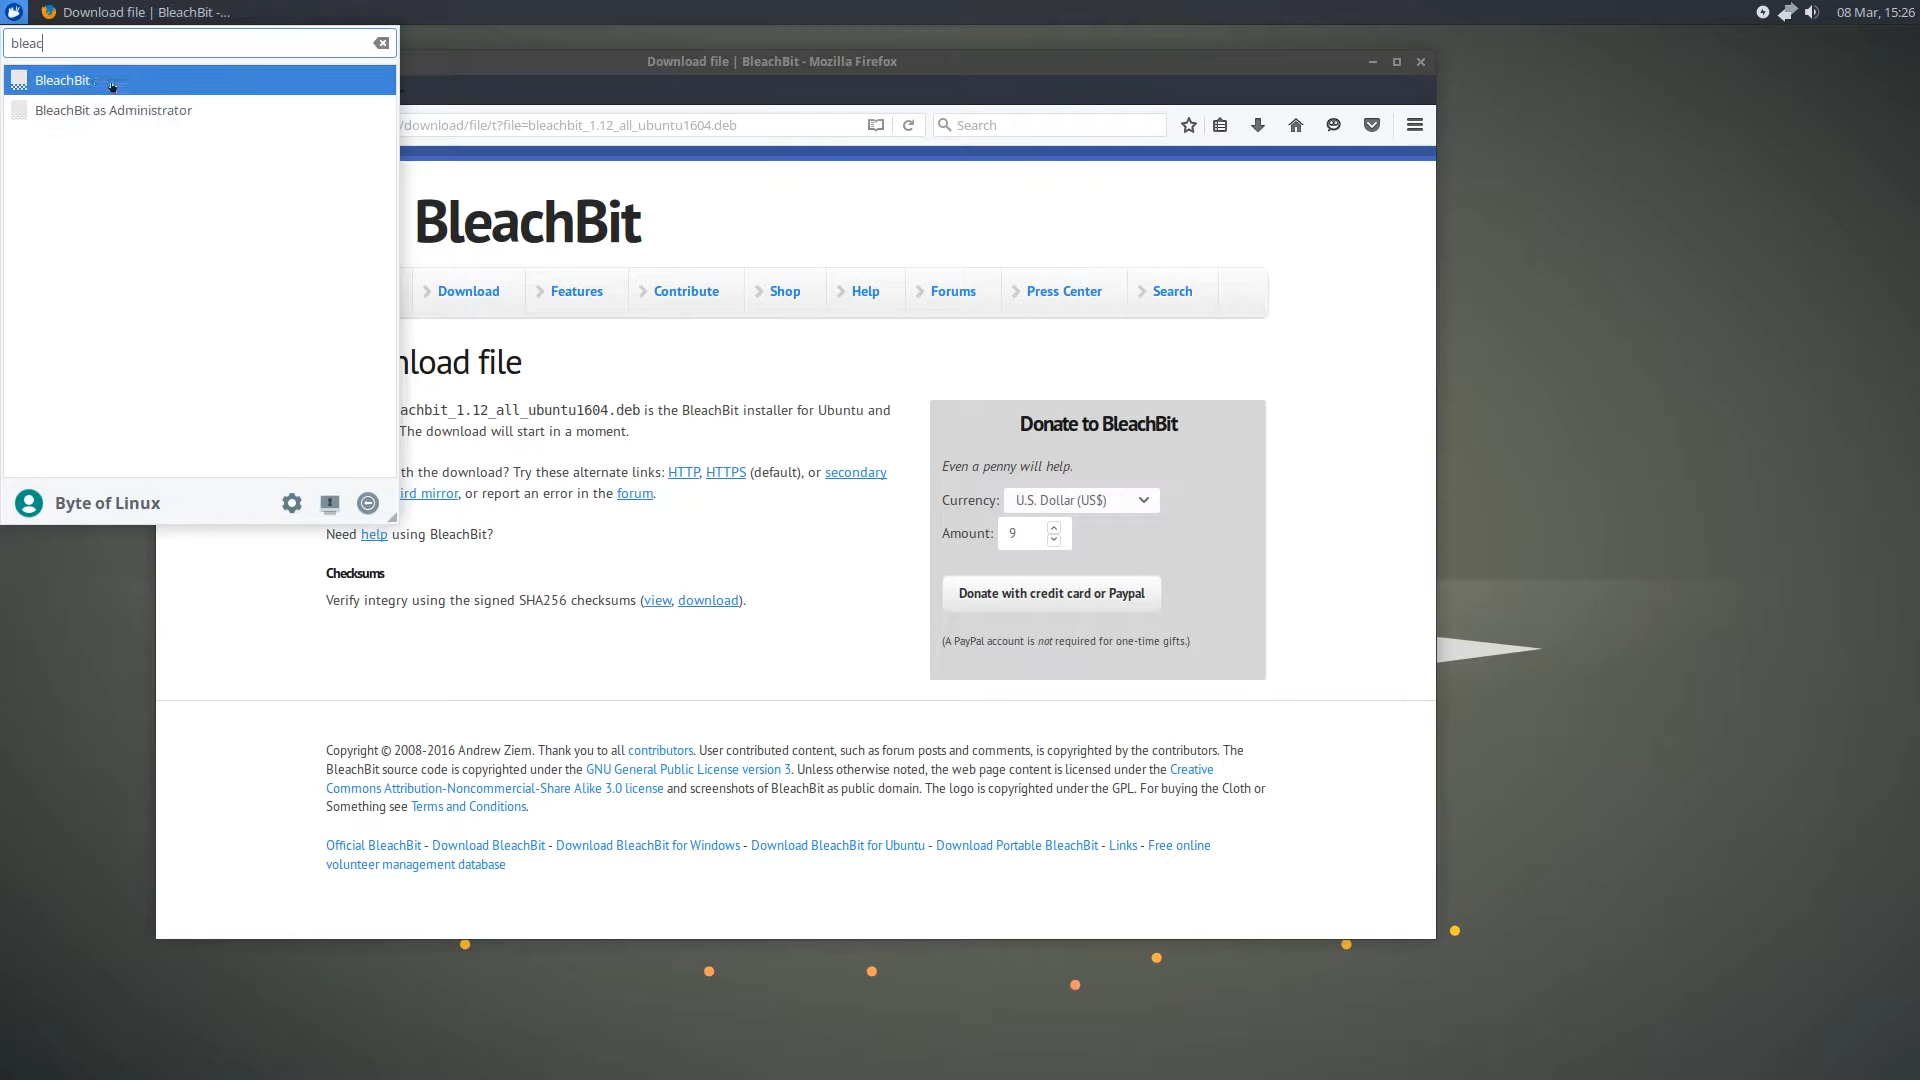 Download file | BleachBit -...
08 Mar, 15:26
bleac
BleachBit
BleachBit as Administrator
Byte of Linux
Download file | BleachBit - Mozilla Firefox
/download/file/t?file=bleachbit_1.12_all_ubuntu1604.deb
Search
BleachBit
Download
Features
Contribute
Shop
Help
Forums
Press Center
Search
nload file
achbit_1.12_all_ubuntu1604.deb is the BleachBit installer for Ubuntu and
The download will start in a moment.
th the download? Try these alternate links: HTTP, HTTPS (default), or secondary
ird mirror, or report an error in the forum.
Need help using BleachBit?
Checksums
Verify integry using the signed SHA256 checksums (view, download).
Donate to BleachBit
Even a penny will help.
Currency: U.S. Dollar (US$)
Amount: 9
Donate with credit card or Paypal
(A PayPal account is not required for one-time gifts.)
Copyright © 2008-2016 Andrew Ziem. Thank you to all contributors. User contributed content, such as forum posts and comments, is copyrighted by the contributors. The
BleachBit source code is copyrighted under the GNU General Public License version 3. Unless otherwise noted, the web page content is licensed under the Creative
Commons Attribution-Noncommercial-Share Alike 3.0 license and screenshots of BleachBit as public domain. The logo is copyrighted under the GPL. For buying the Cloth or
Something see Terms and Conditions.
Official BleachBit - Download BleachBit - Download BleachBit for Windows - Download BleachBit for Ubuntu - Download Portable BleachBit - Links - Free online
volunteer management database